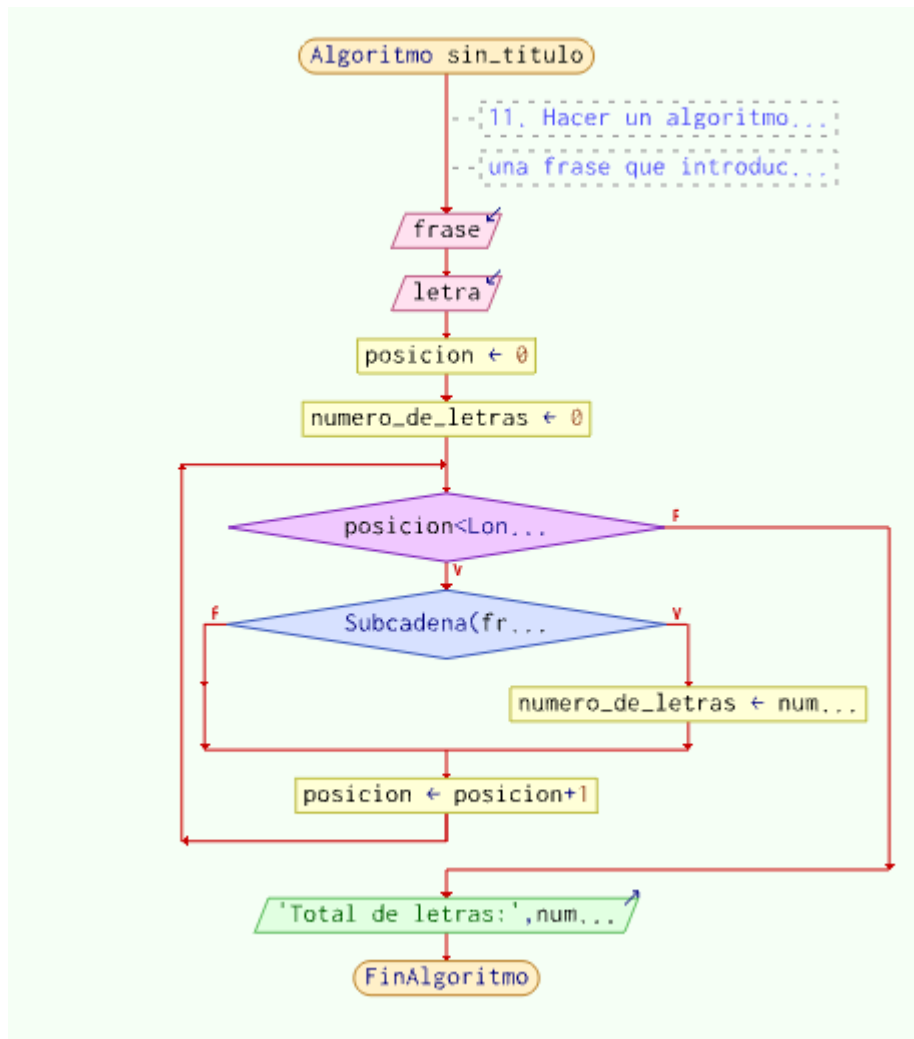 Algoritmo sin_titulo
11. Hacer un algoritmo...
una frase que introduc...
frase
letra
posicion ← 0
numero_de_letras ← 0
posicion<Lon...
F
V
Subcadena(fr...
F
V
numero_de_letras ← num...
posicion ← posicion+1
'Total de letras:',num...
FinAlgoritmo